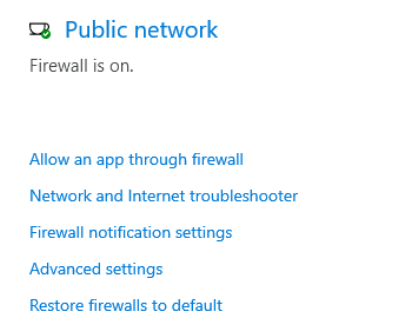 Public network
Firewall is on.
Allow an app through firewall
Network and Internet troubleshooter
Firewall notification settings
Advanced settings
Restore firewalls to default